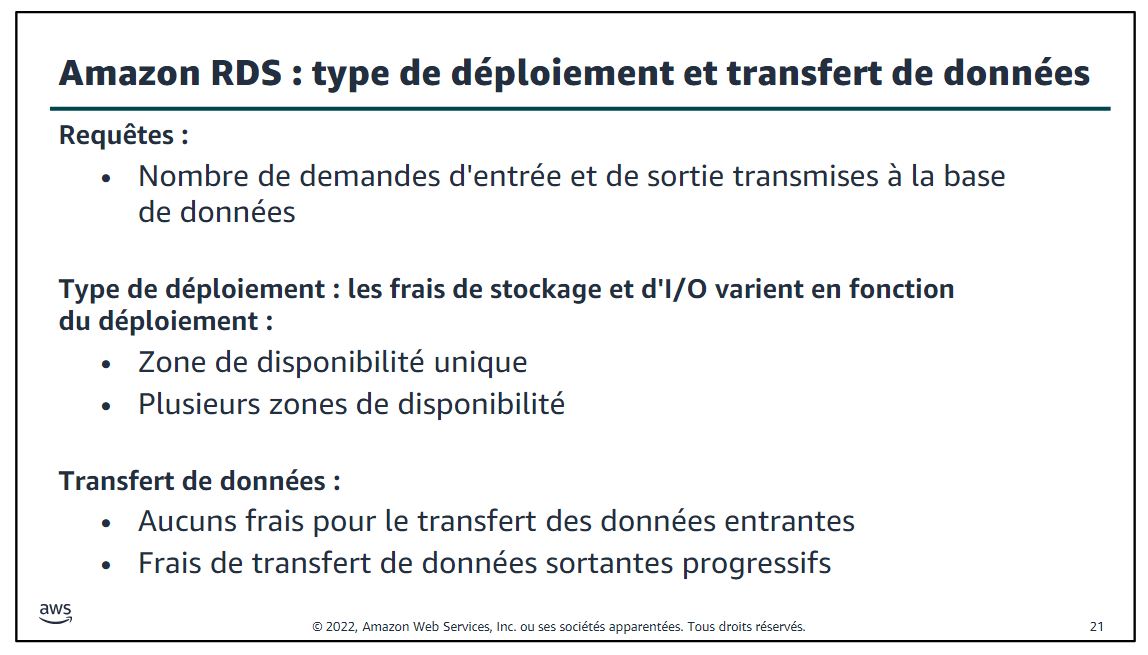 Amazon RDS : type de déploiement et transfert de données
Requêtes :
• Nombre de demandes d'entrée et de sortie transmises à la base
de données
Type de déploiement : les frais de stockage et d'I/O varient en fonction
du déploiement :
• Zone de disponibilité unique
• Plusieurs zones de disponibilité
Transfert de données :
• Aucuns frais pour le transfert des données entrantes
• Frais de transfert de données sortantes progressifs
aws
© 2022, Amazon Web Services, Inc. ou ses sociétés apparentées. Tous droits réservés.
21